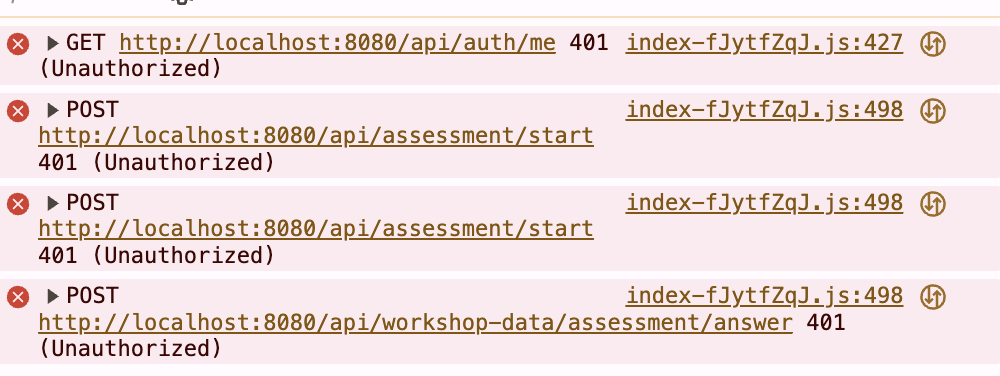 GET http://localhost:8080/api/auth/me 401 index-fJytfZqJ.js:427
(Unauthorized)
POST index-fJytfZqJ.js:498
http://localhost:8080/api/assessment/start
401 (Unauthorized)
POST index-fJytfZqJ.js:498
http://localhost:8080/api/assessment/start
401 (Unauthorized)
POST index-fJytfZqJ.js:498
http://localhost:8080/api/workshop-data/assessment/answer 401
(Unauthorized)